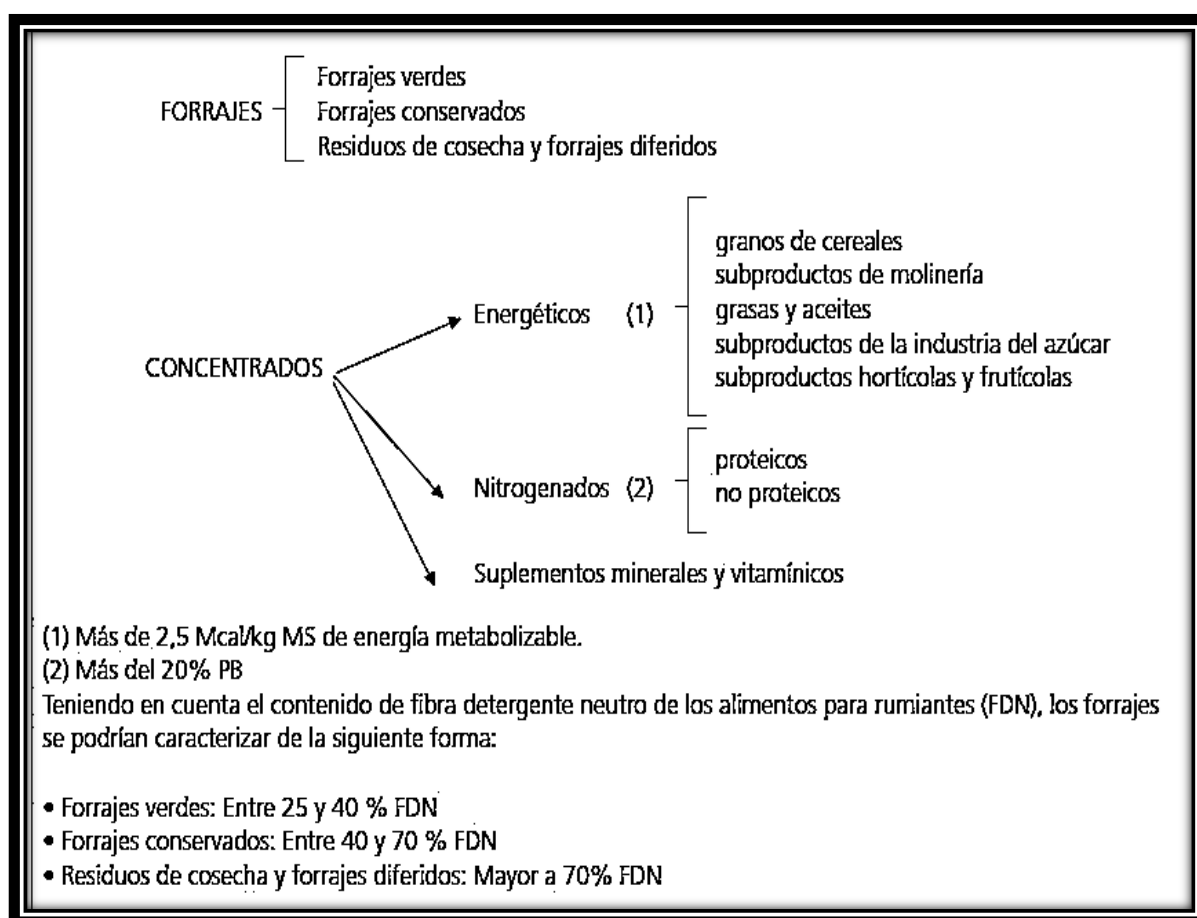 FORRAJES
Forrajes verdes
Forrajes conservados
Residuos de cosecha y forrajes diferidos
CONCENTRADOS
Energéticos (1)
granos de cereales
subproductos de molinería
grasas y aceites
subproductos de la industria del azúcar
subproductos hortícolas y frutícolas
Nitrogenados (2)
proteicos
no proteicos
Suplementos minerales y vitamínicos
(1) Más de 2,5 Mcal/kg MS de energía metabolizable.
(2) Más del 20% PB
Teniendo en cuenta el contenido de fibra detergente neutro de los alimentos para rumiantes (FDN), los forrajes
se podrían caracterizar de la siguiente forma:
• Forrajes verdes: Entre 25 y 40 % FDN
• Forrajes conservados: Entre 40 y 70 % FDN
• Residuos de cosecha y forrajes diferidos: Mayor a 70% FDN